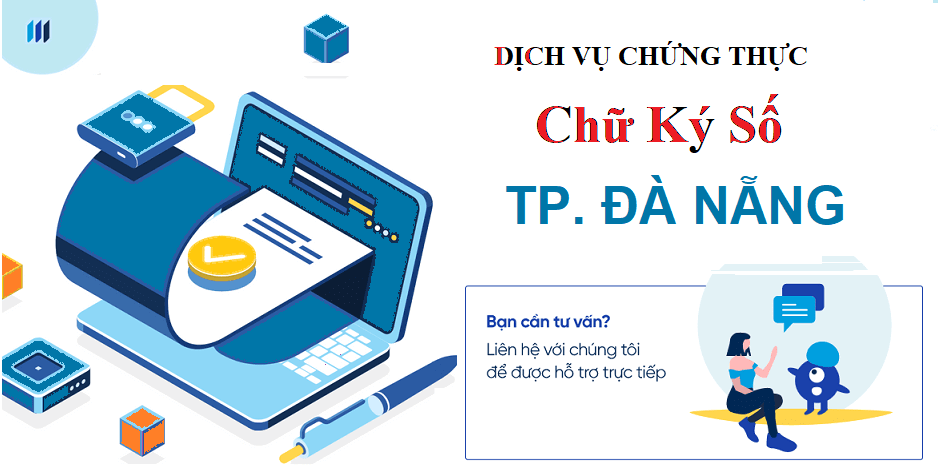 DỊCH VỤ CHỨNG THỰC
Chữ Ký Số
TP. ĐÀ NẴNG
Bạn cần tư vấn?
Liên hệ với chúng tôi
để được hỗ trợ trực tiếp